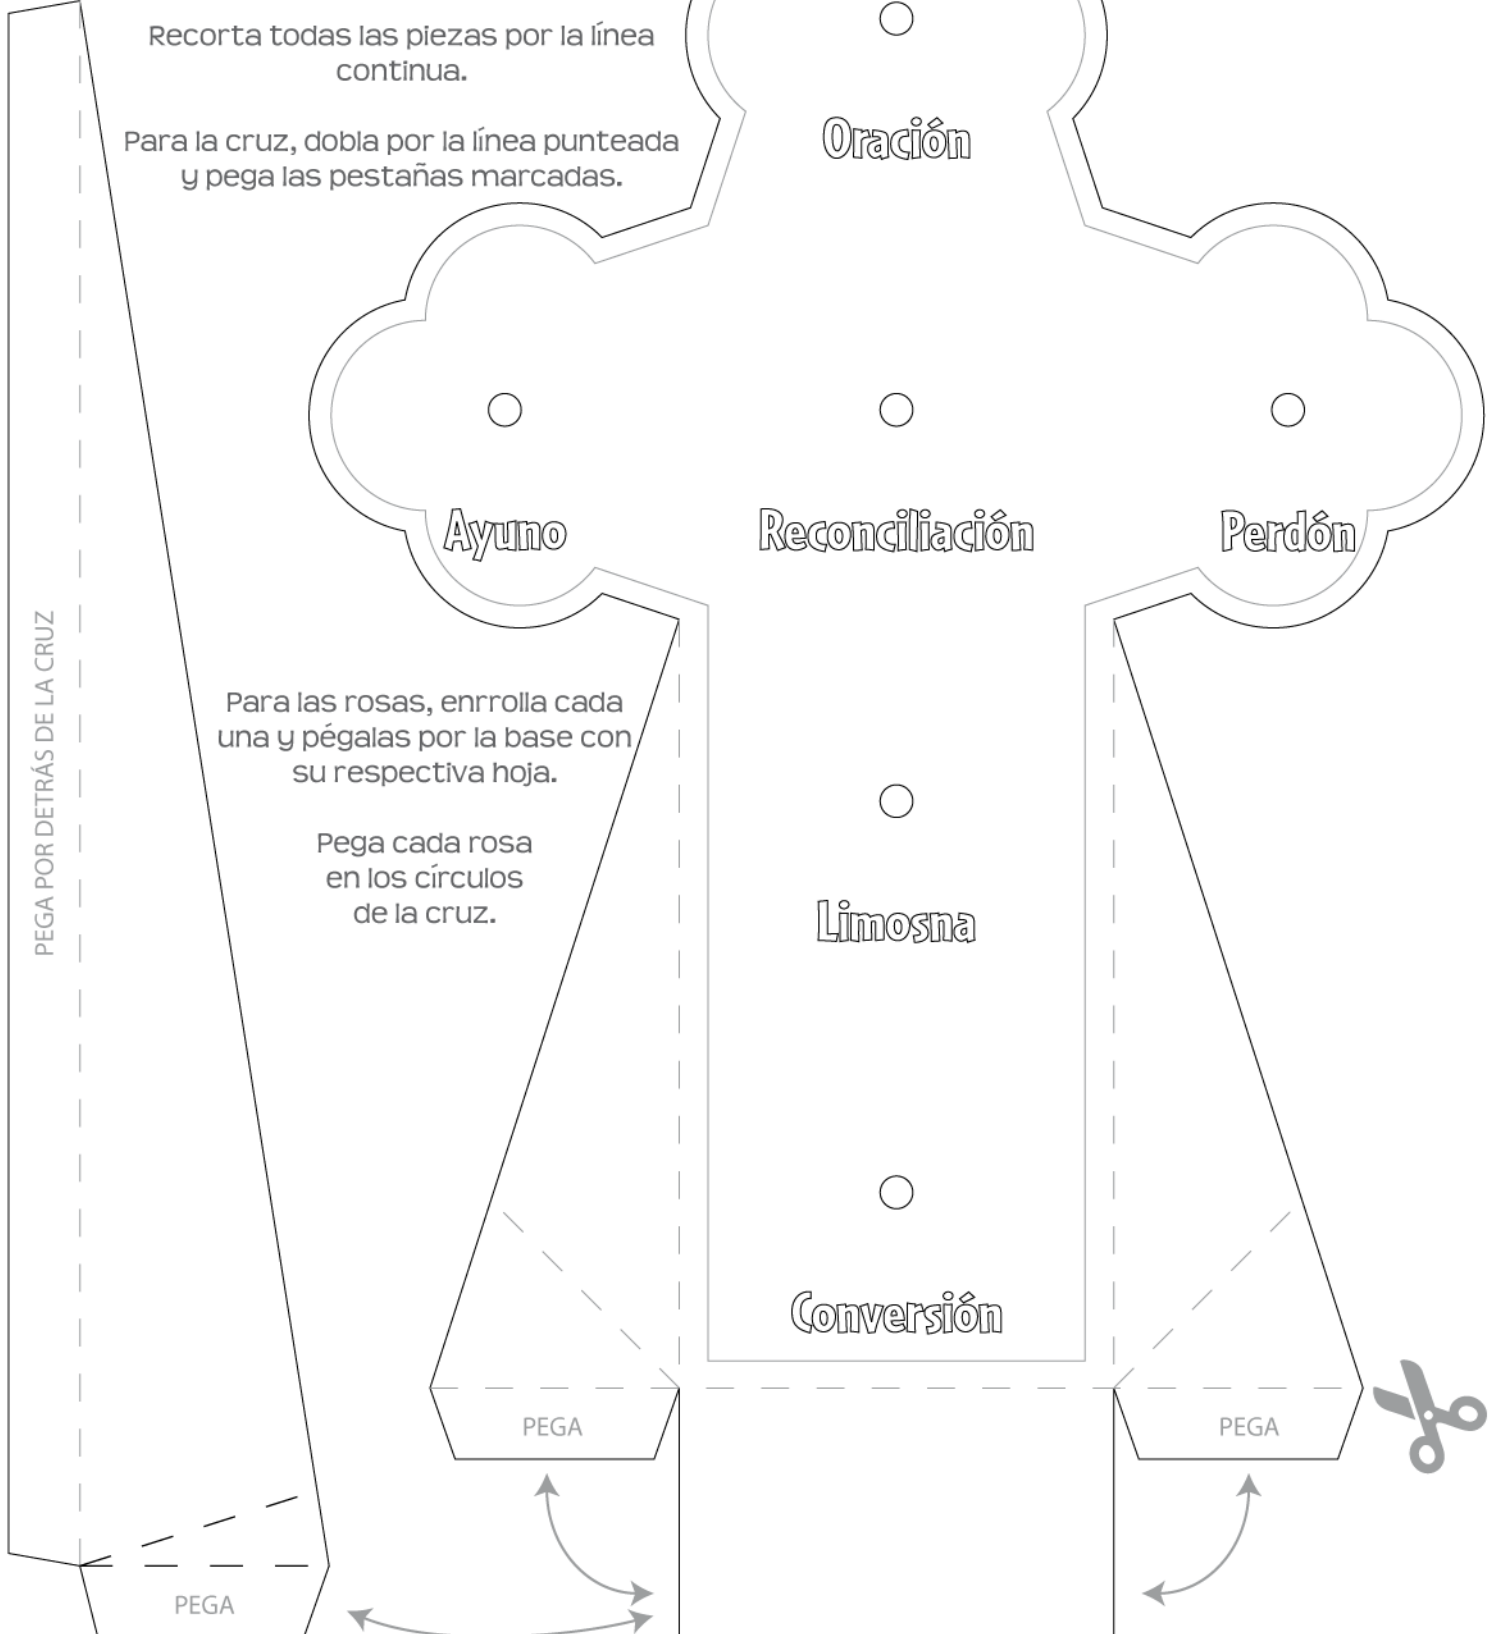 Recorta todas las piezas por la línea
continua.
Para la cruz, dobla por la línea punteada
y pega las pestañas marcadas.
Oración
Ayuno
Reconciliación
Perdón
PEGA POR DETRÁS DE LA CRUZ
Para las rosas, enrrolla cada
una y pégalas por la base con
su respectiva hoja.
Pega cada rosa
en los círculos
de la cruz.
Limosna
Conversión
PEGA
PEGA
PEGA